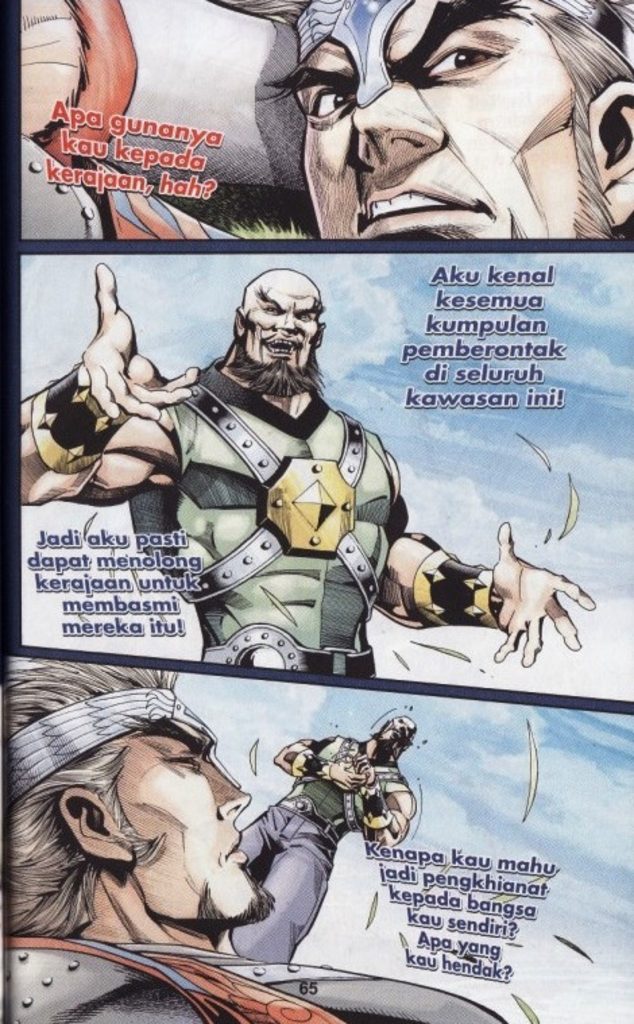 Apa gunanya
kau kepada
kerajaan, hah?
Aku kenal
kesemua
kumpulan
pemberontak
di seluruh
kawasan ini!
Jadi aku pasti
dapat menolong
kerajaan untuk
membasmi
mereka itu!
Kenapa kau mahu
jadi pengkhianat
kepada bangsa
kau sendiri?
Apa yang
kau hendak?
65